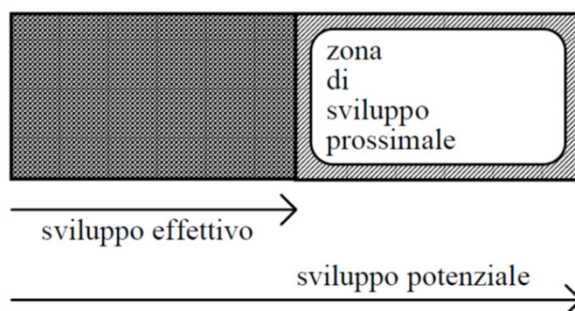 zona
di
sviluppo
prossimale
sviluppo effettivo
sviluppo potenziale